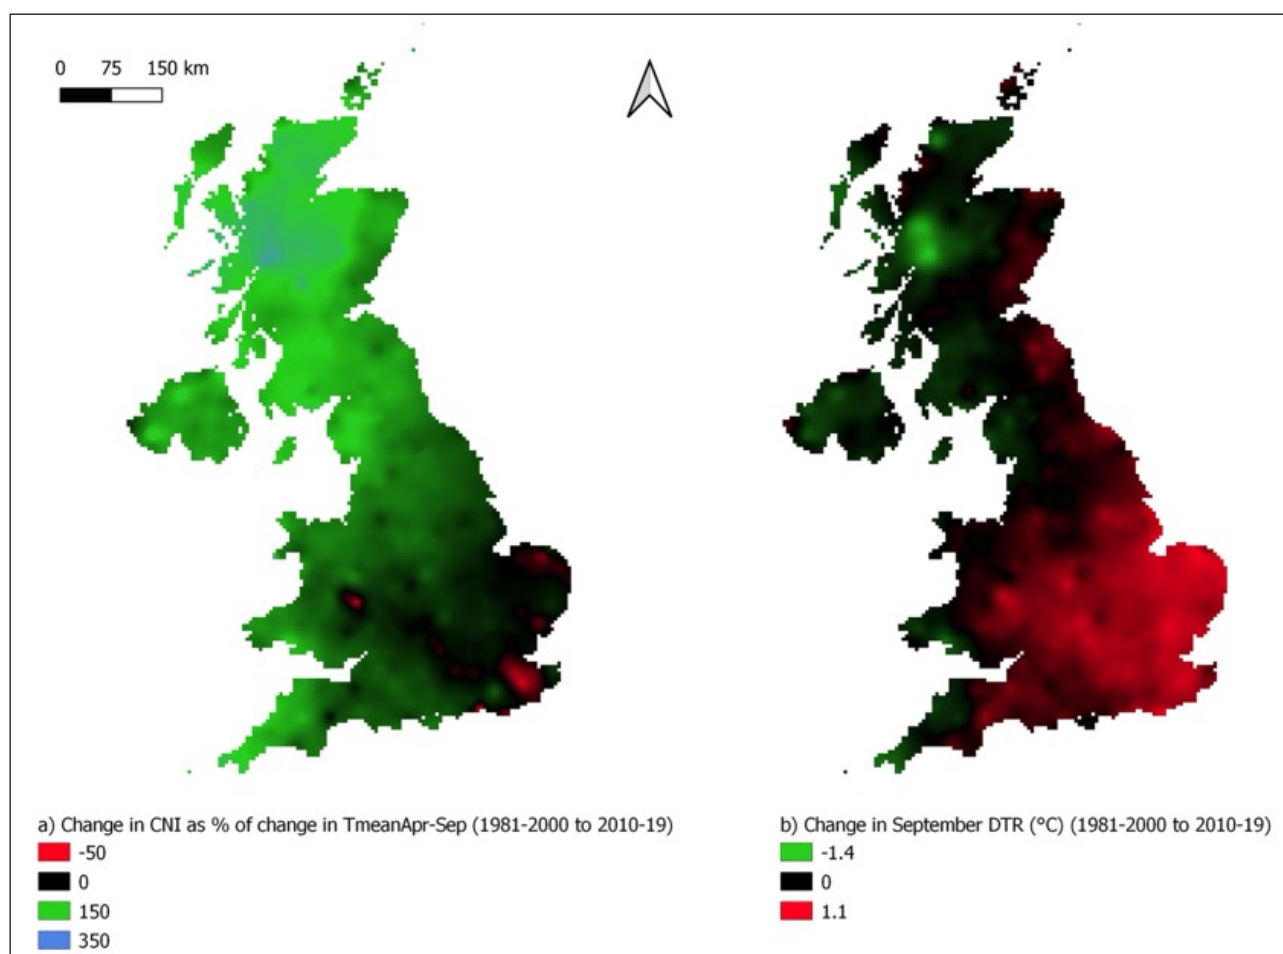 0 75 150 km
a) Change in CNI as % of change in TmeanApr-Sep (1981-2000 to 2010-19)
-50
0
150
350
b) Change in September DTR (°C) (1981-2000 to 2010-19)
-1.4
0
1.1